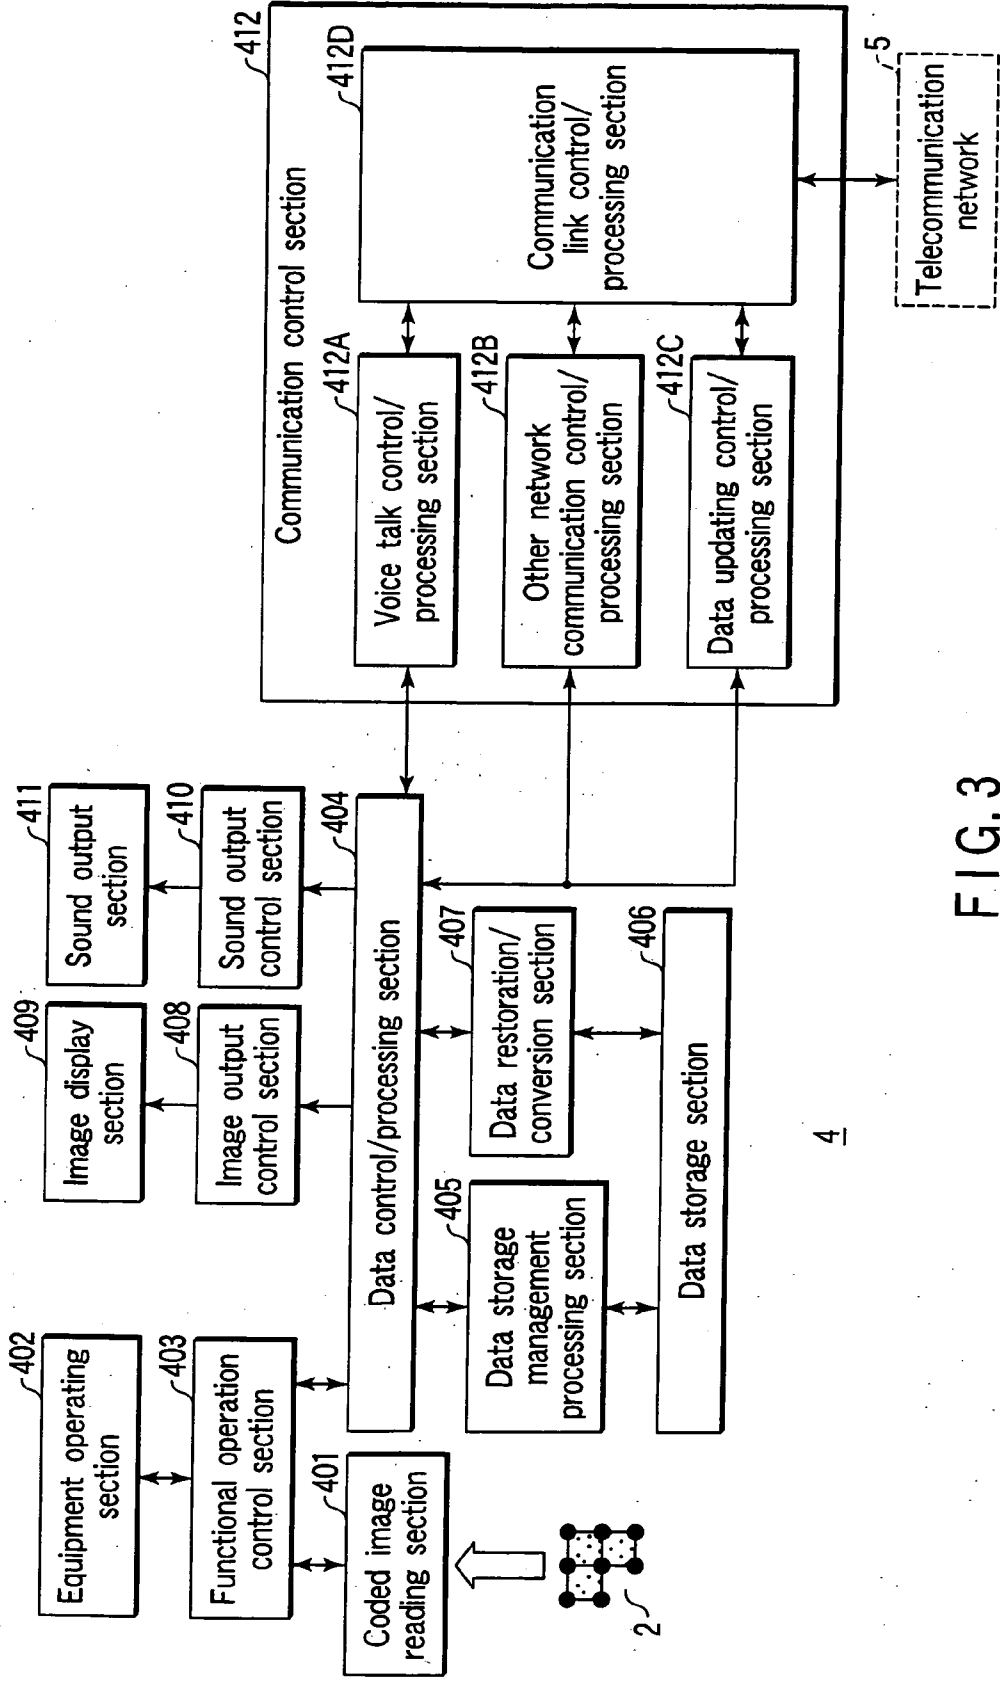 402
Equipment operating
section
403
Functional operation
control section
401
Coded image
reading section
2
409
Image display
section
408
Image output
control section
411
Sound output
section
410
Sound output
control section
404
Data control/processing section
405
Data storage
management
processing section
407
Data restoration/
conversion section
406
Data storage section
4
412
Communication control section
412A
Voice talk control/
processing section
412B
Other network
communication control/
processing section
412C
Data updating control/
processing section
412D
Communication
link control/
processing section
5
Telecommunication
network
FIG. 3